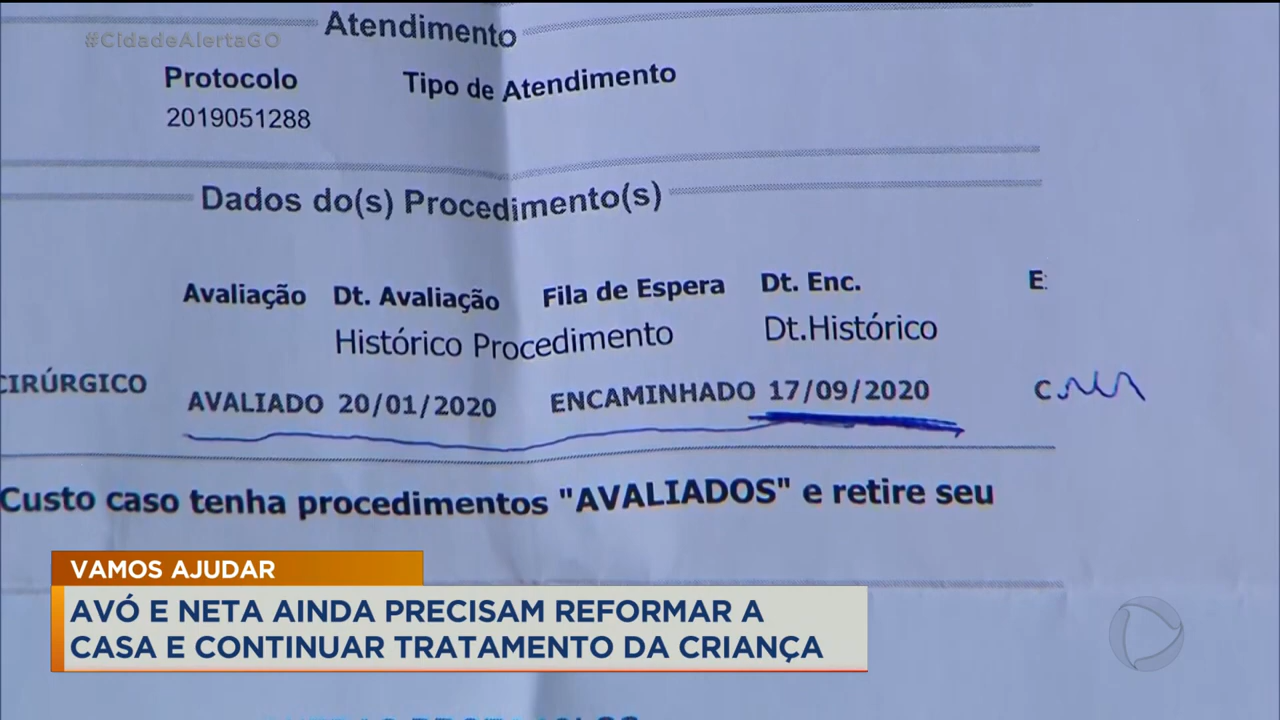 #CidadeAlertaGO
Atendimento
Protocolo Tipo de Atendimento
2019051288
Dados do(s) Procedimento(s)
Avaliação Dt. Avaliação Fila de Espera Dt. Enc.
Histórico Procedimento Dt.Histórico
CIRÚRGICO AVALIADO 20/01/2020 ENCAMINHADO 17/09/2020
Custo caso tenha procedimentos "AVALIADOS" e retire seu
VAMOS AJUDAR
AVÓ E NETA AINDA PRECISAM REFORMAR A
CASA E CONTINUAR TRATAMENTO DA CRIANÇA